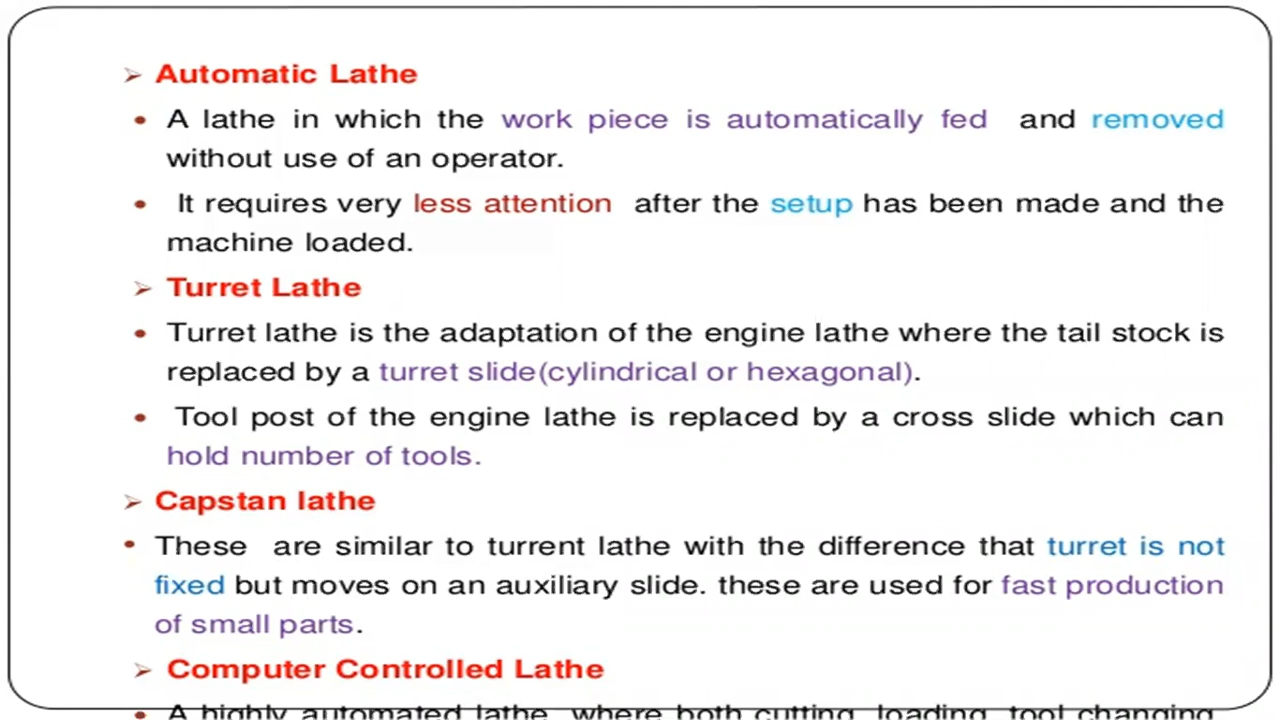 ➢ Automatic Lathe
• A lathe in which the work piece is automatically fed and removed
without use of an operator.
• It requires very less attention after the setup has been made and the
machine loaded.
➢ Turret Lathe
• Turret lathe is the adaptation of the engine lathe where the tail stock is
replaced by a turret slide(cylindrical or hexagonal).
• Tool post of the engine lathe is replaced by a cross slide which can
hold number of tools.
➢ Capstan lathe
• These are similar to turrent lathe with the difference that turret is not
fixed but moves on an auxiliary slide. these are used for fast production
of small parts.
➢ Computer Controlled Lathe
• A highly automated lathe, where both cutting, loading, tool changing,